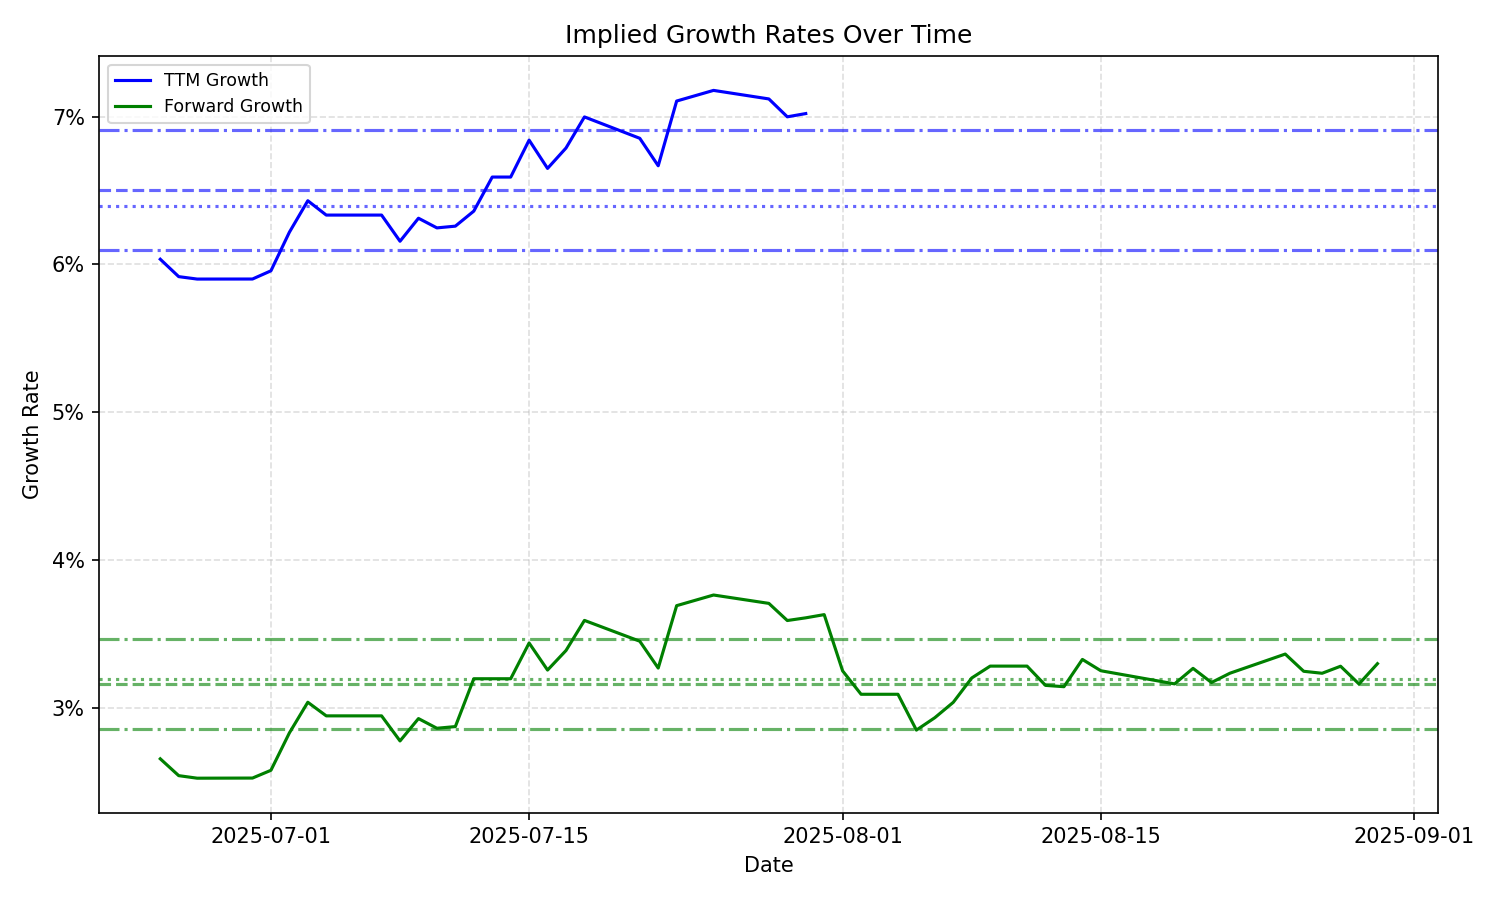 Implied Growth Rates Over Time
TTM Growth
Forward Growth
7%
6%
5%
4%
3%
Growth Rate
2025-07-01
2025-07-15
2025-08-01
2025-08-15
2025-09-01
Date